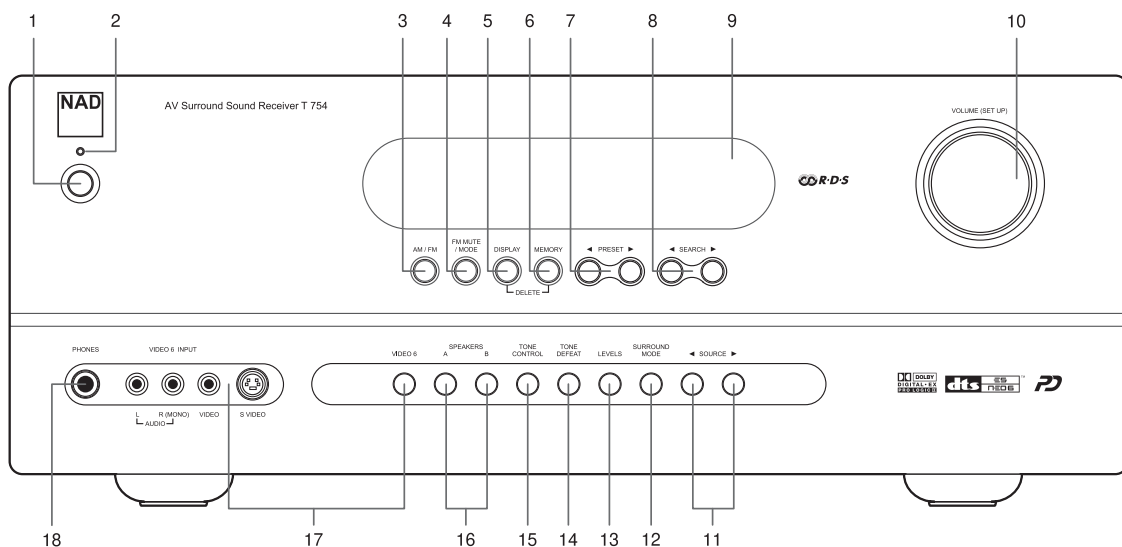 1 2 3 4 5 6 7 8 9 10
NAD
AV Surround Sound Receiver T 754
VOLUME (SET UP)
R·D·S
AM / FM
FM MUTE
/ MODE
DISPLAY
MEMORY
◄ PRESET ►
◄ SEARCH ►
DELETE
PHONES
VIDEO 6 INPUT
L
R (MONO)
AUDIO
VIDEO
S VIDEO
VIDEO 6
SPEAKERS
A B
TONE
CONTROL
TONE
DEFEAT
LEVELS
SURROUND
MODE
◄ SOURCE ►
DOLBY
DIGITAL·EX
PRO LOGIC II
dts ES
NEO:6
™
18 17 16 15 14 13 12 11